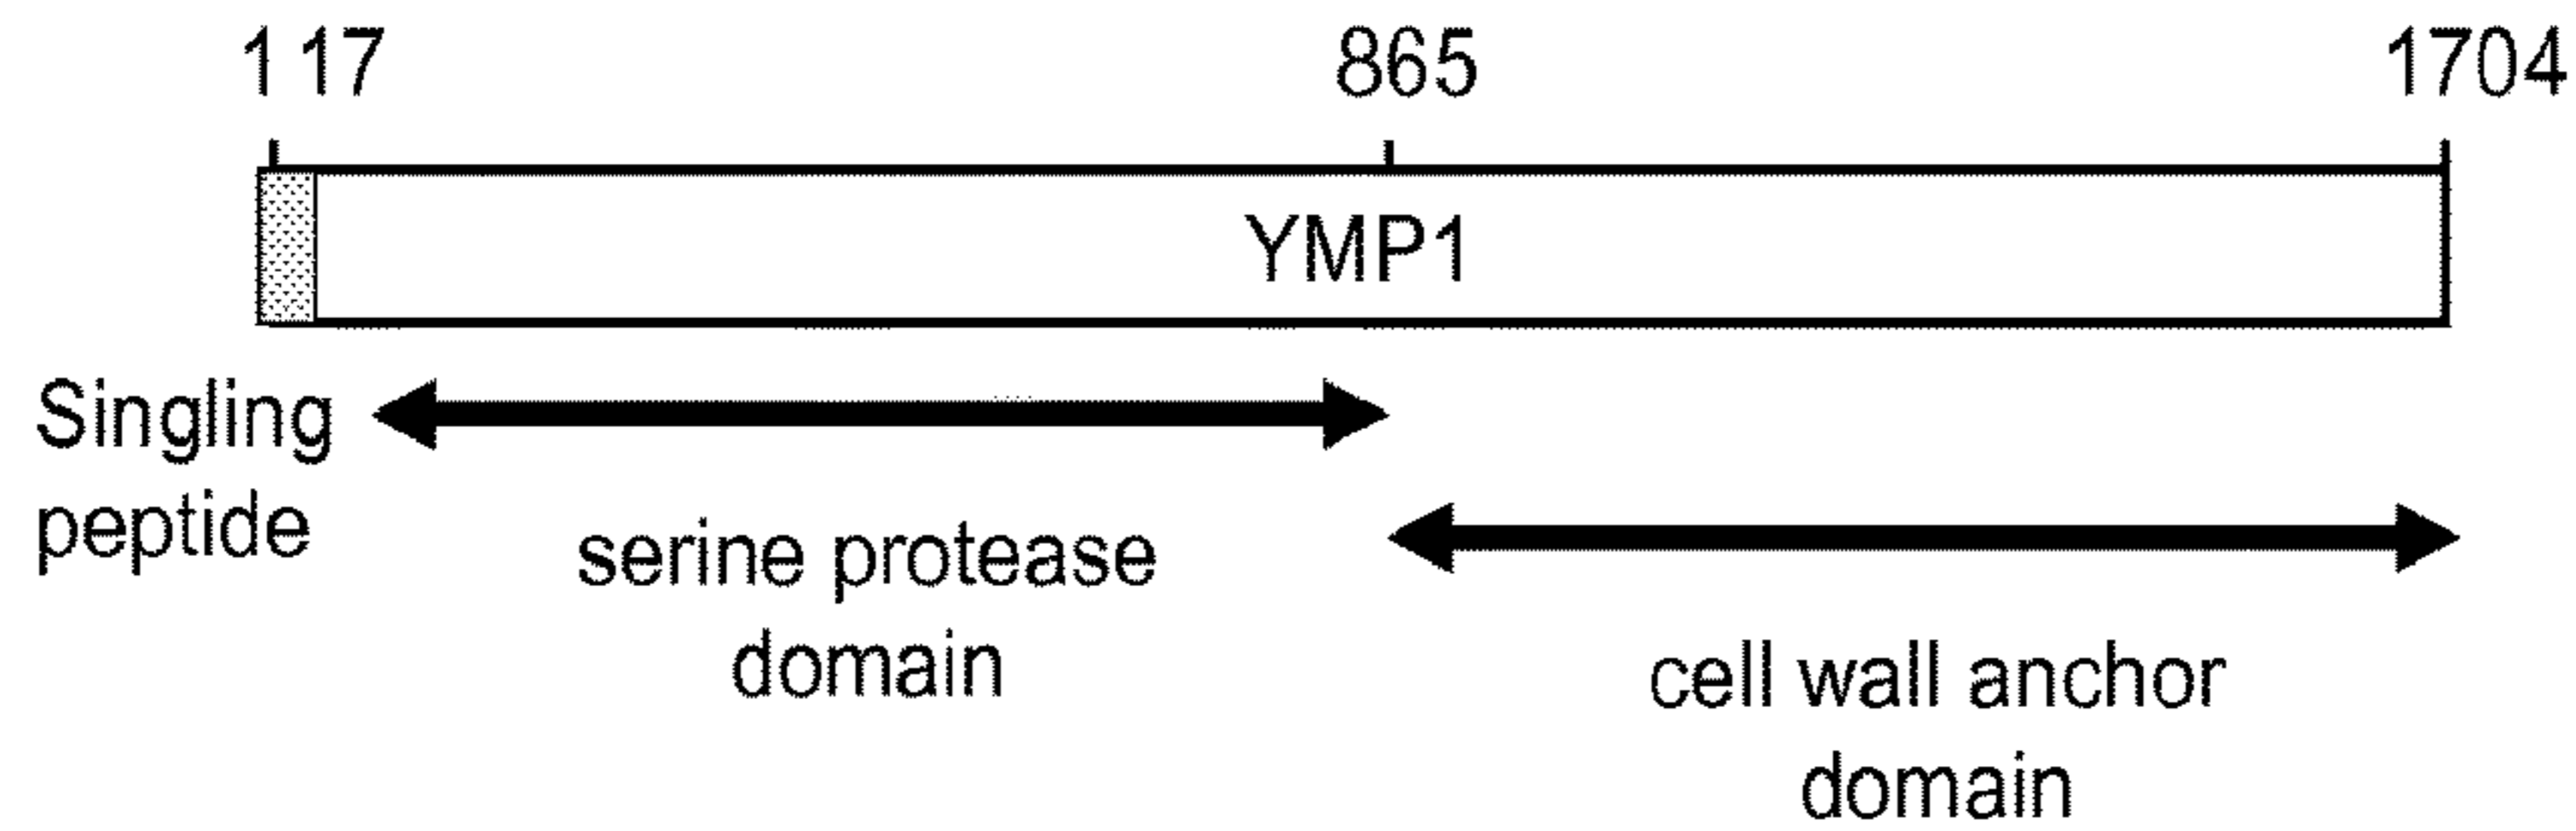 1 17 865 1704
YMP1
Singling
peptide
serine protease
domain
cell wall anchor
domain